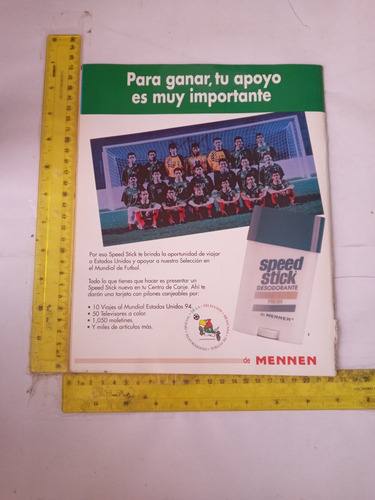 Para ganar, tu apoyo
es muy importante
Por eso Speed Stick te brinda la oportunidad de viajar
a Estados Unidos y apoyar a nuestra Selección en
el Mundial de Futbol.
Todo lo que tienes que hacer es presentar un
Speed Stick nuevo en tu Centro de Canje. Ahí te
darán una tarjeta con pilones canjeables por:
• 10 Viajes al Mundial Estados Unidos 94.
• 50 Televisores a color.
• 1,050 maletines.
• Y miles de artículos más.
speed
stick
DESODORANTE
de MENNEN
de MENNEN